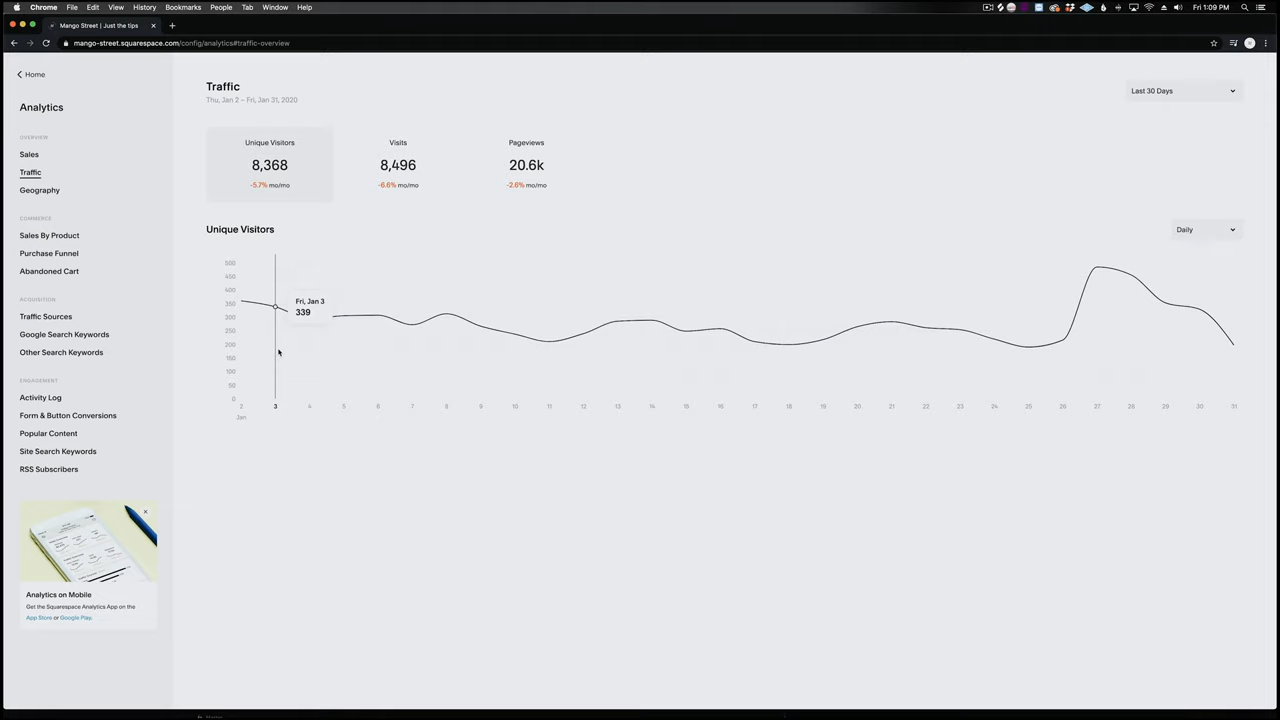 Chrome File Edit View History Bookmarks People Tab Window Help
Fri 1:09 PM
Mango Street | Just the tips
mango-street.squarespace.com/config/analytics#traffic-overview
Home
Analytics
OVERVIEW
Sales
Traffic
Geography
COMMERCE
Sales By Product
Purchase Funnel
Abandoned Cart
ACQUISITION
Traffic Sources
Google Search Keywords
Other Search Keywords
ENGAGEMENT
Activity Log
Form & Button Conversions
Popular Content
Site Search Keywords
RSS Subscribers
Analytics on Mobile
Get the Squarespace Analytics App on the
App Store or Google Play.
Traffic
Thu, Jan 2 – Fri, Jan 31, 2020
Last 30 Days
Unique Visitors Visits Pageviews
8,368 8,496 20.6k
-5.7% mo/mo -6.6% mo/mo -2.6% mo/mo
Unique Visitors
Daily
500
450
400
350
300
250
200
150
100
50
0
Fri, Jan 3
339
2 3 4 5 6 7 8 9 10 11 12 13 14 15 16 17 18 19 20 21 22 23 24 25 26 27 28 29 30 31
Jan